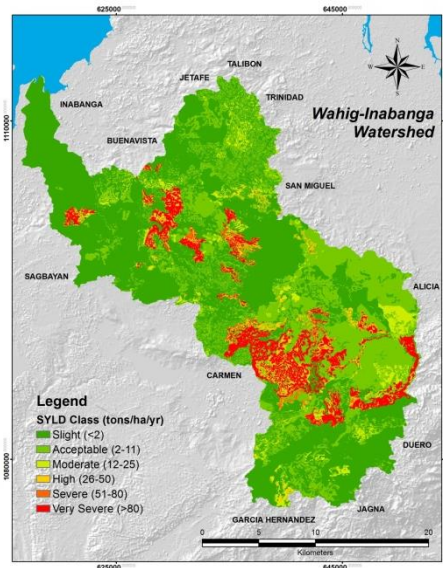 625000
645000
N
W
E
S
TALIBON
JETAFE
TRINIDAD
INABANGA
Wahig-Inabanga
Watershed
1110000
1110000
BUENAVISTA
SAN MIGUEL
SAGBAYAN
ALICIA
CARMEN
Legend
SYLD Class (tons/ha/yr)
Slight (<2)
Acceptable (2-11)
Moderate (12-25)
High (26-50)
Severe (51-80)
Very Severe (>80)
DUERO
1080000
1080000
JAGNA
GARCIA HERNANDEZ
0 5 10 20
Kilometers
625000
645000